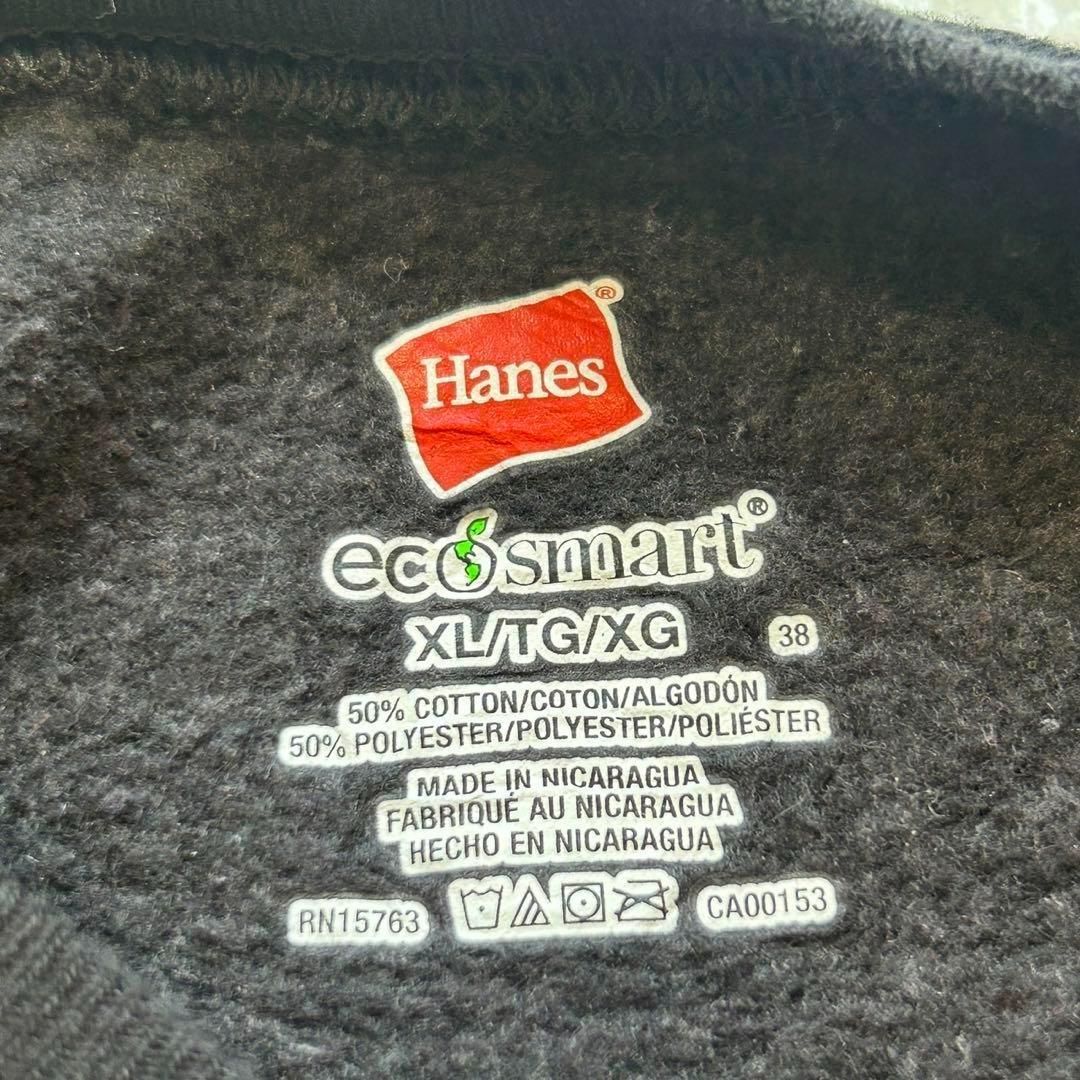 Hanes®
ecosmart®
XL/TG/XG 38
50% COTTON/COTON/ALGODÓN
50% POLYESTER/POLYESTER/POLIÉSTER
MADE IN NICARAGUA
FABRIQUÉ AU NICARAGUA
HECHO EN NICARAGUA
RN15763 CA00153